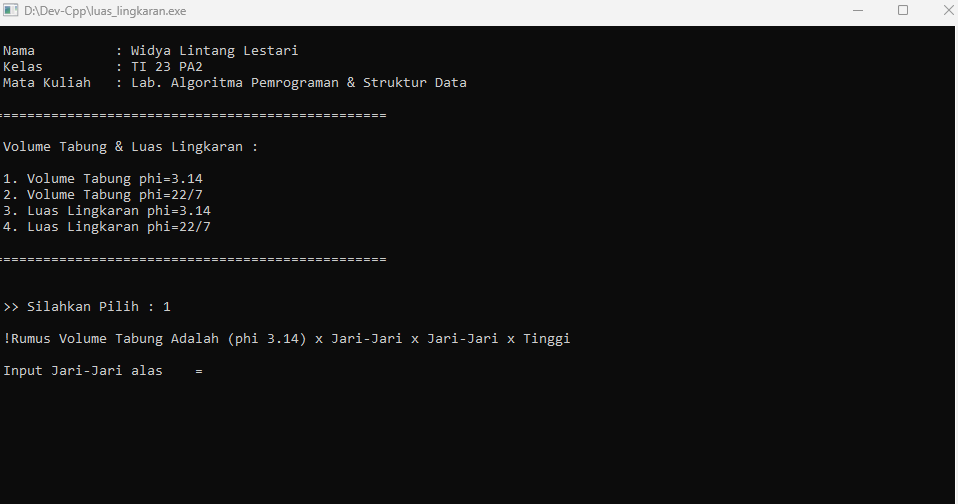 D:\Dev-Cpp\luas_lingkaran.exe
Nama          : Widya Lintang Lestari
Kelas         : TI 23 PA2
Mata Kuliah   : Lab. Algoritma Pemrograman & Struktur Data
================================================
Volume Tabung & Luas Lingkaran :
1. Volume Tabung phi=3.14
2. Volume Tabung phi=22/7
3. Luas Lingkaran phi=3.14
4. Luas Lingkaran phi=22/7
================================================
>> Silahkan Pilih : 1
!Rumus Volume Tabung Adalah (phi 3.14) x Jari-Jari x Jari-Jari x Tinggi
Input Jari-Jari alas    =